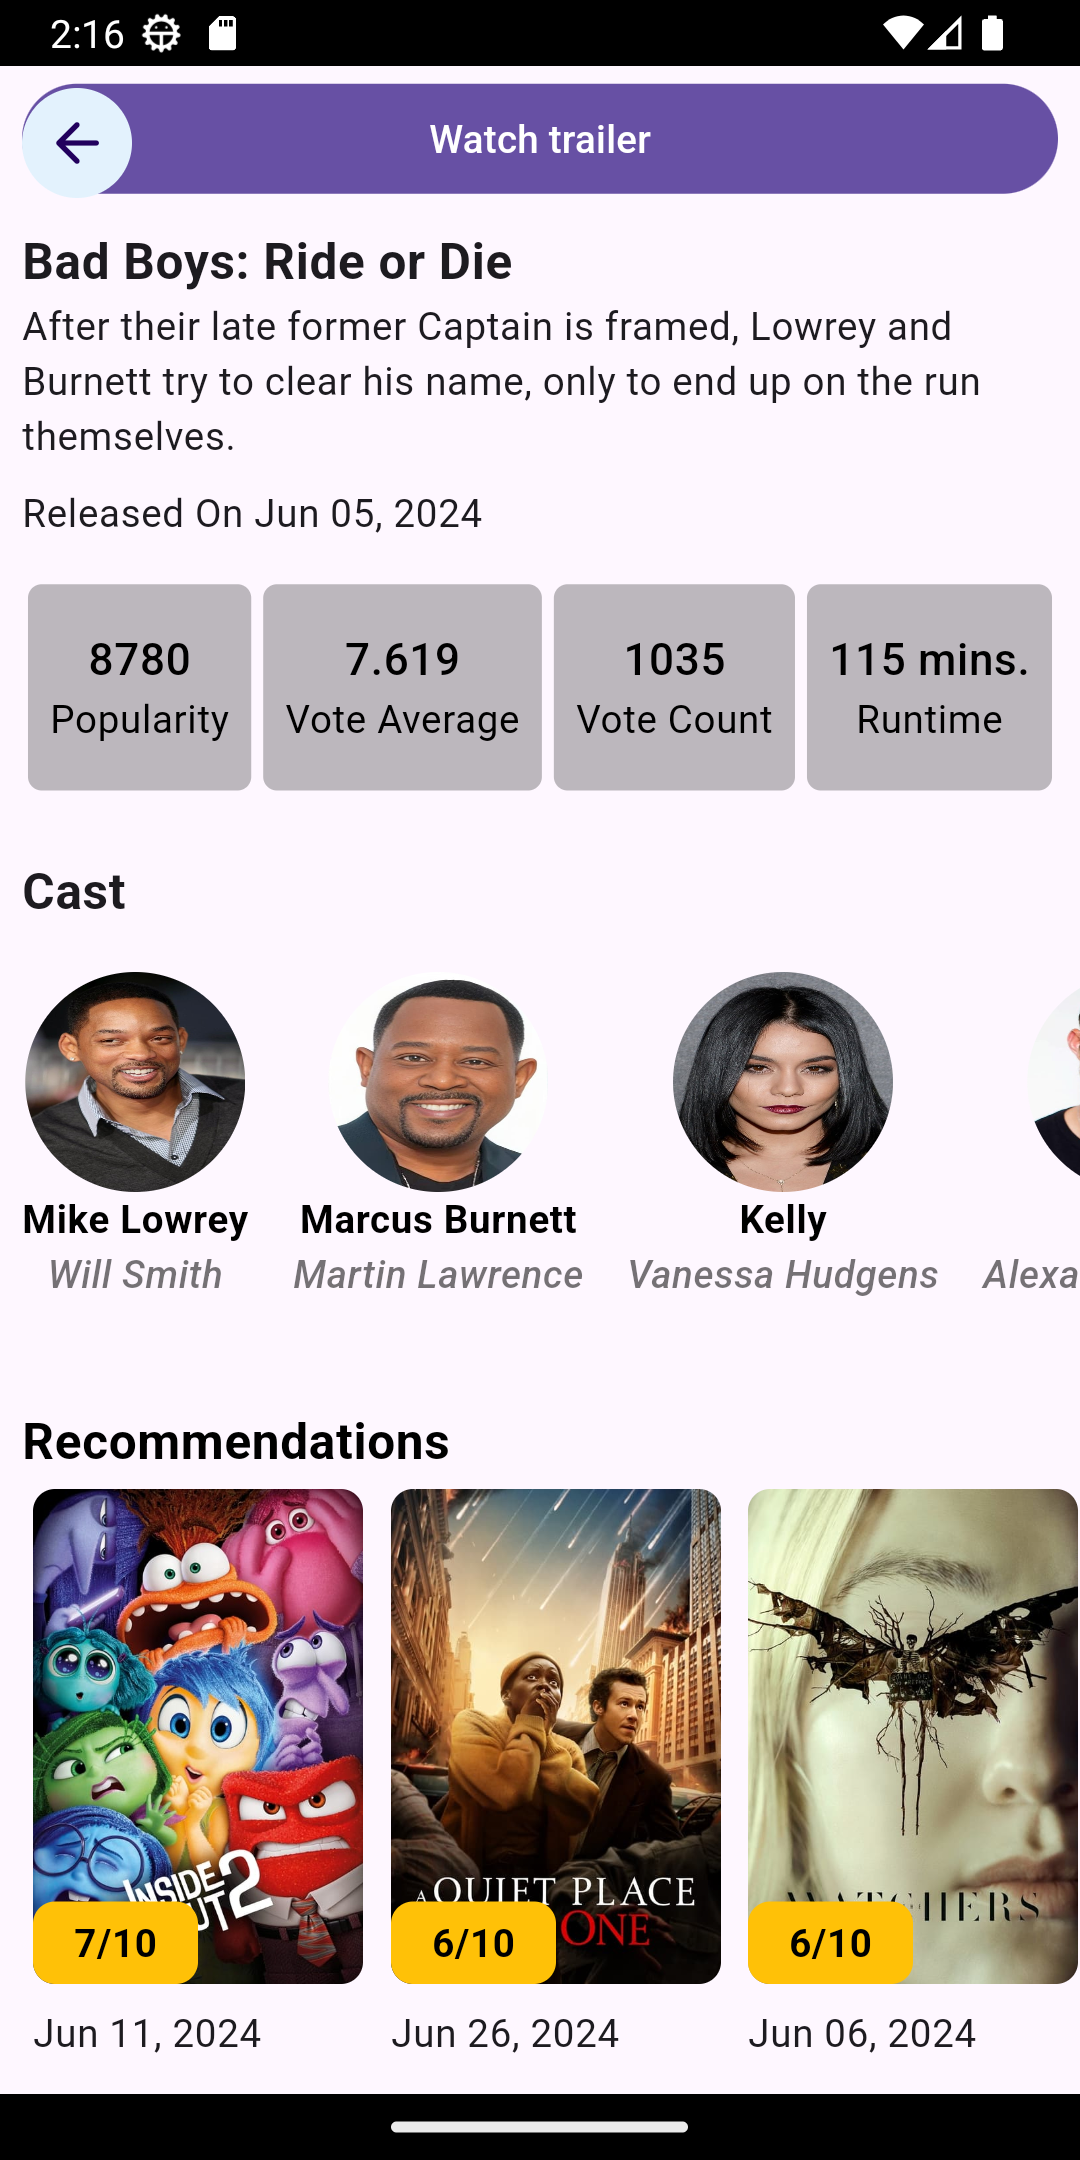 2:16
Watch trailer
Bad Boys: Ride or Die
After their late former Captain is framed, Lowrey and
Burnett try to clear his name, only to end up on the run
themselves.
Released On Jun 05, 2024
8780
Popularity
7.619
Vote Average
1035
Vote Count
115 mins.
Runtime
Cast
Mike Lowrey
Will Smith
Marcus Burnett
Martin Lawrence
Kelly
Vanessa Hudgens
Alexa
Recommendations
INSIDE
OUT 2
7/10
Jun 11, 2024
A QUIET PLACE
ONE
6/10
Jun 26, 2024
WATCHERS
6/10
Jun 06, 2024